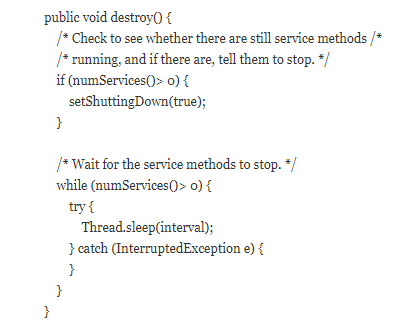 public void destroy() {
/* Check to see whether there are still service methods /*
/* running, and if there are, tell them to stop. */
if (numServices()> 0) {
setShuttingDown(true);
}
/* Wait for the service methods to stop. */
while (numServices()> 0) {
try {
Thread.sleep(interval);
} catch (InterruptedException e) {
}
}
}